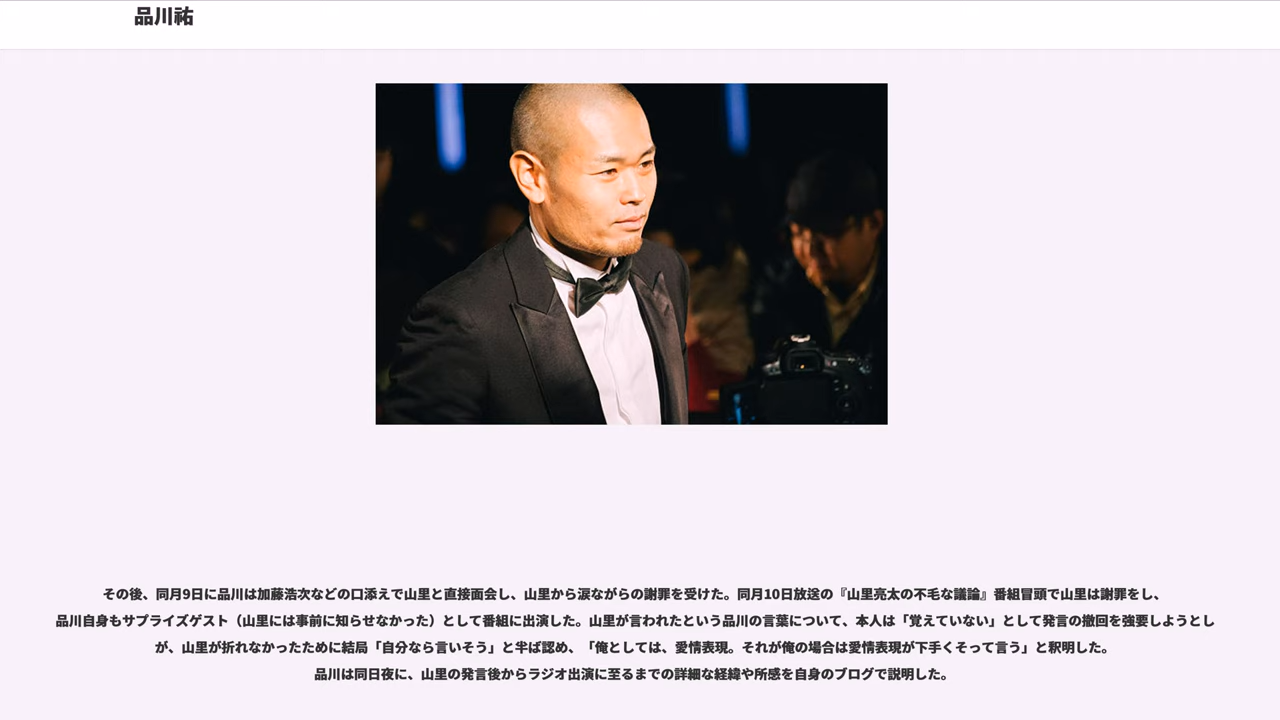 品川祐
その後、同月9日に品川は加藤浩次などの口添えで山里と直接面会し、山里から涙ながらの謝罪を受けた。同月10日放送の『山里亮太の不毛な議論』番組冒頭で山里は謝罪をし、
品川自身もサプライズゲスト（山里には事前に知らせなかった）として番組に出演した。山里が言われたという品川の言葉について、本人は「覚えていない」として発言の撤回を強要しようとし
が、山里が折れなかったために結局「自分なら言いそう」と半ば認め、「俺としては、愛情表現。それが俺の場合は愛情表現が下手くそって言う」と釈明した。
品川は同日夜に、山里の発言後からラジオ出演に至るまでの詳細な経緯や所感を自身のブログで説明した。